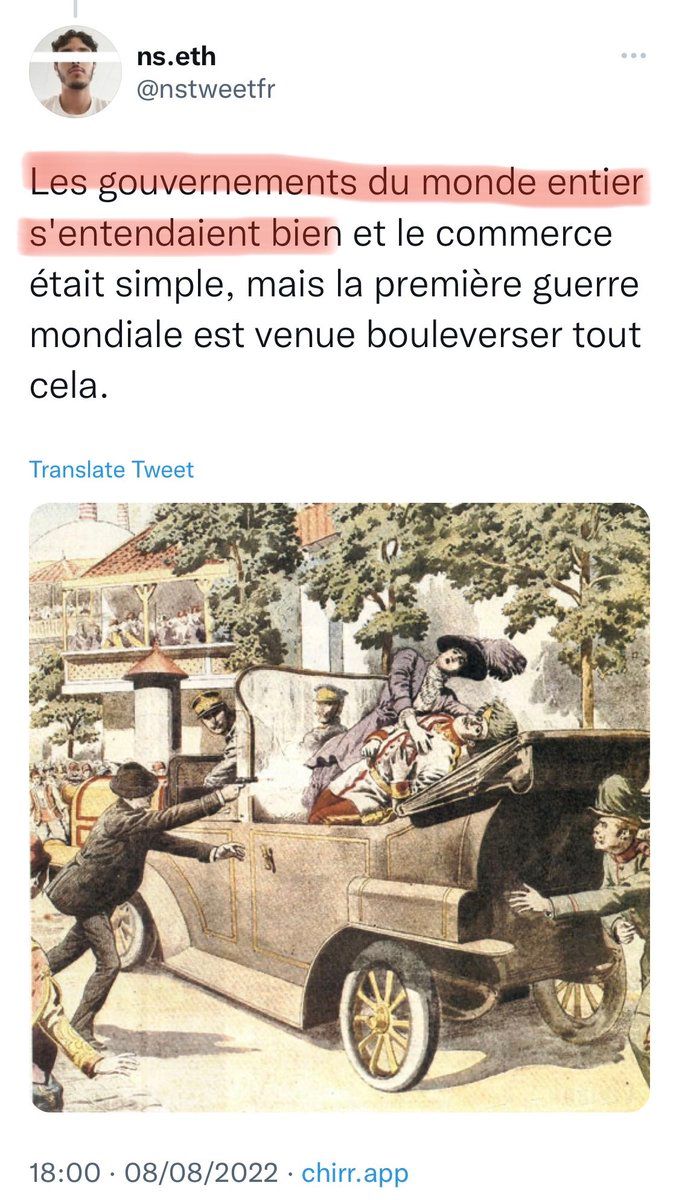 ns.eth
@nstweetfr
Les gouvernements du monde entier
s'entendaient bien et le commerce
était simple, mais la première guerre
mondiale est venue bouleverser tout
cela.
Translate Tweet
18:00 · 08/08/2022 · chirr.app